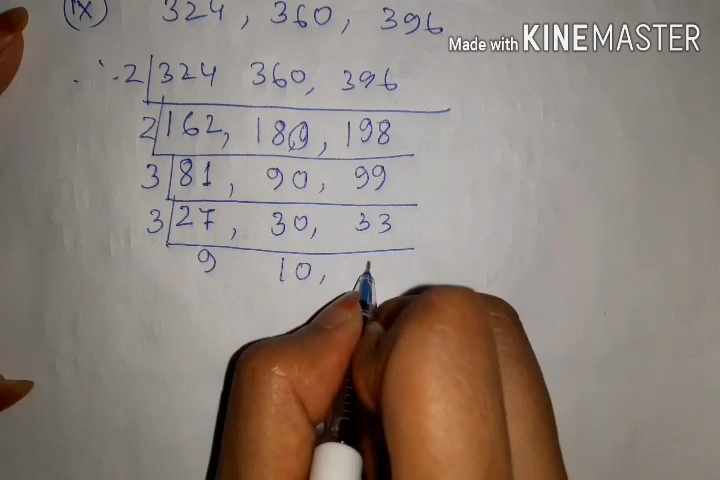 (ix) 324, 360, 396
Made with KINEMASTER
∴ 2 324 360, 396
2 162, 180, 198
3 81, 90, 99
3 27, 30, 33
9 10,